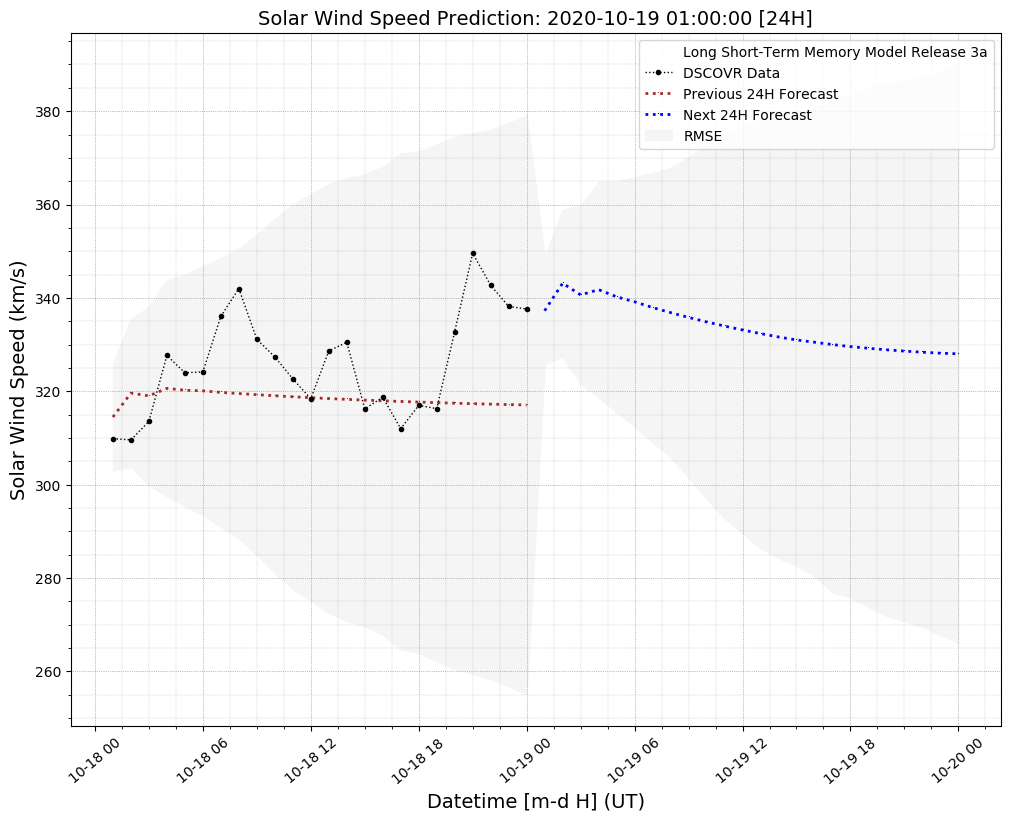 Solar Wind Speed Prediction: 2020-10-19 01:00:00 [24H]
Long Short-Term Memory Model Release 3a
DSCOVR Data
Previous 24H Forecast
Next 24H Forecast
RMSE
Solar Wind Speed (km/s)
380
360
340
320
300
280
260
10-18 00
10-18 06
10-18 12
10-18 18
10-19 00
10-19 06
10-19 12
10-19 18
10-20 00
Datetime [m-d H] (UT)